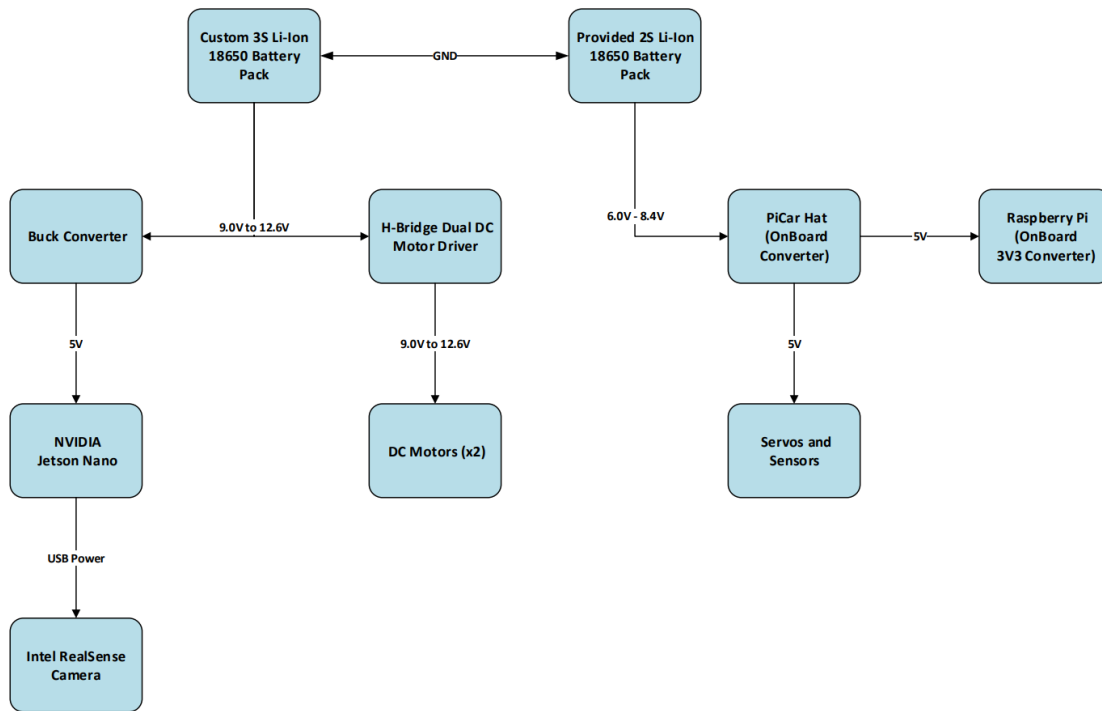 Custom 3S Li-Ion
18650 Battery
Pack
GND
Provided 2S Li-Ion
18650 Battery
Pack
Buck Converter
9.0V to 12.6V
H-Bridge Dual DC
Motor Driver
6.0V - 8.4V
PiCar Hat
(OnBoard
Converter)
5V
Raspberry Pi
(OnBoard
3V3 Converter)
5V
9.0V to 12.6V
5V
NVIDIA
Jetson Nano
DC Motors (x2)
Servos and
Sensors
USB Power
Intel RealSense
Camera